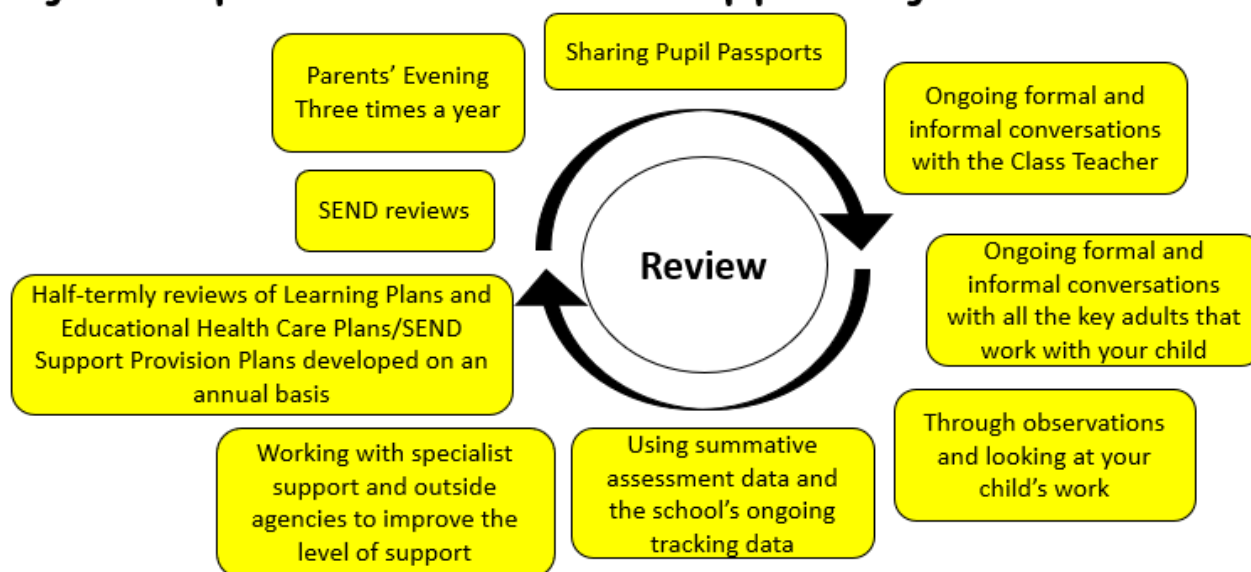 Sharing Pupil Passports
Parents’ Evening
Three times a year
Ongoing formal and
informal conversations
with the Class Teacher
SEND reviews
Review
Ongoing formal and
informal conversations
with all the key adults that
work with your child
Half-termly reviews of Learning Plans and
Educational Health Care Plans/SEND
Support Provision Plans developed on an
annual basis
Through observations
and looking at your
child’s work
Using summative
assessment data and
the school’s ongoing
tracking data
Working with specialist
support and outside
agencies to improve the
level of support